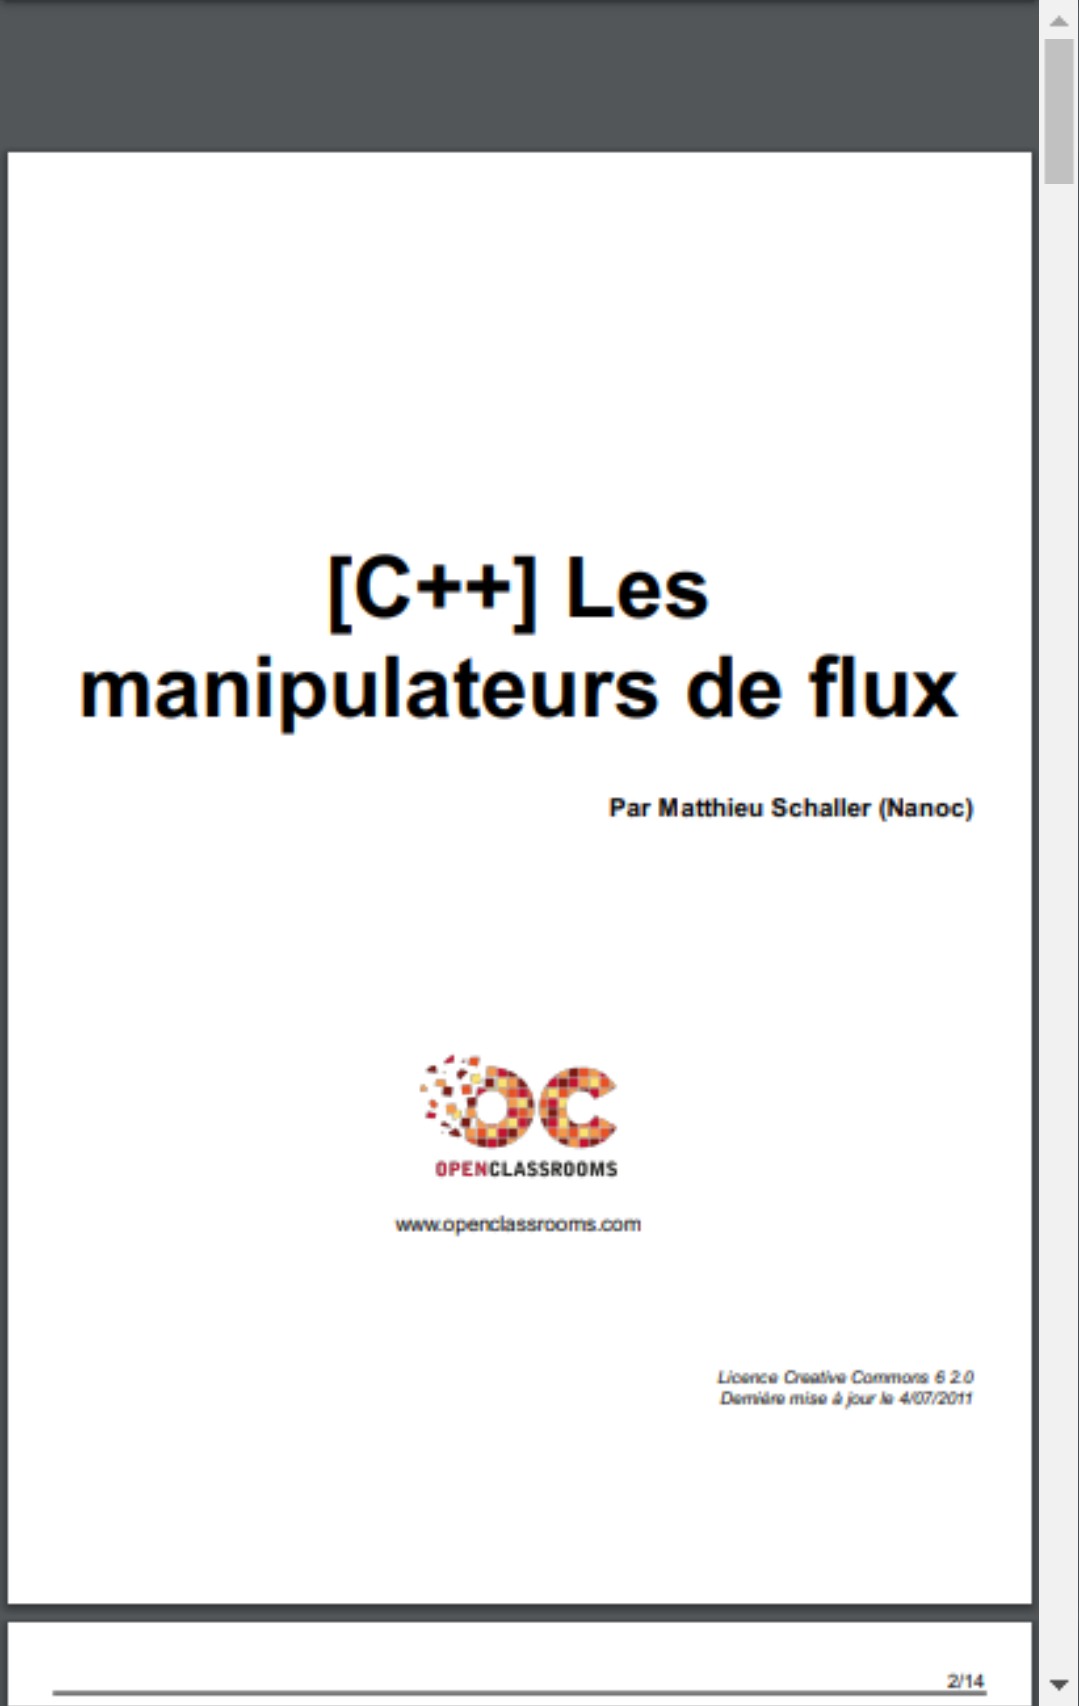 [C++] Les
manipulateurs de flux
Par Matthieu Schaller (Nanoc)
OPENCLASSROOMS
www.openclassrooms.com
Licence Creative Commons 6 2.0
Dernière mise à jour le 4/07/2011
2/14